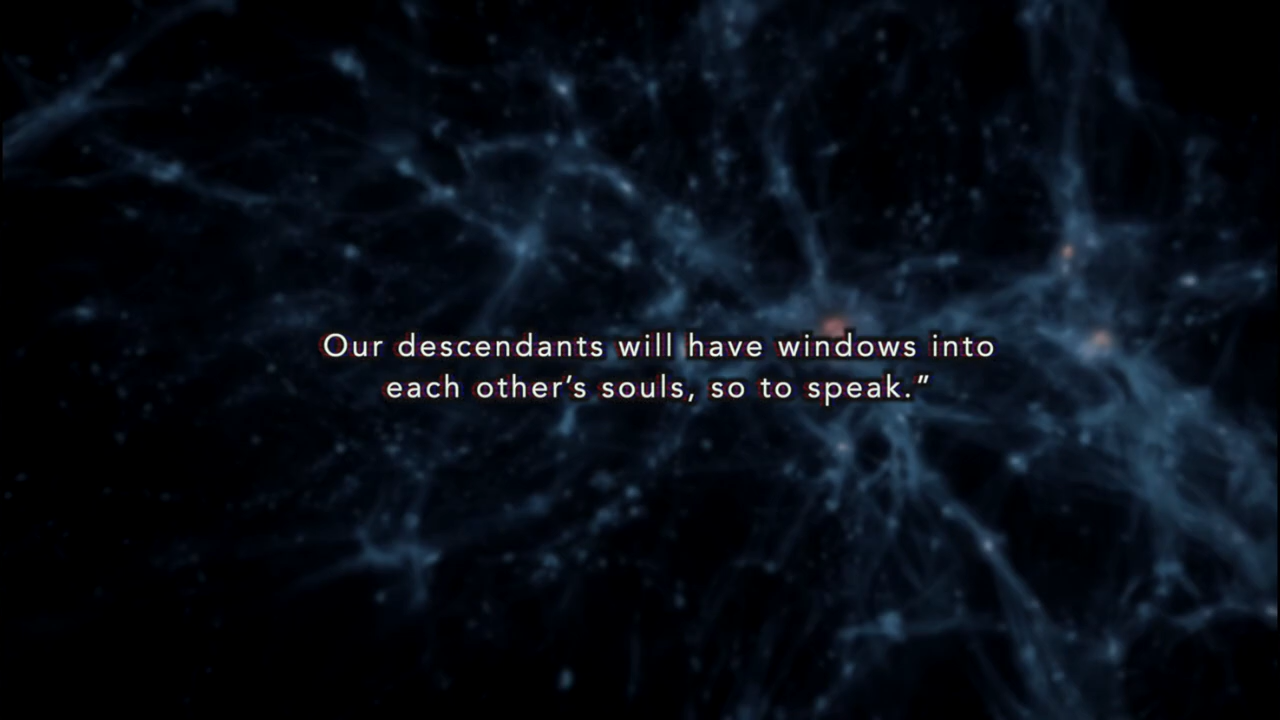 Our descendants will have windows into
each other’s souls, so to speak.”